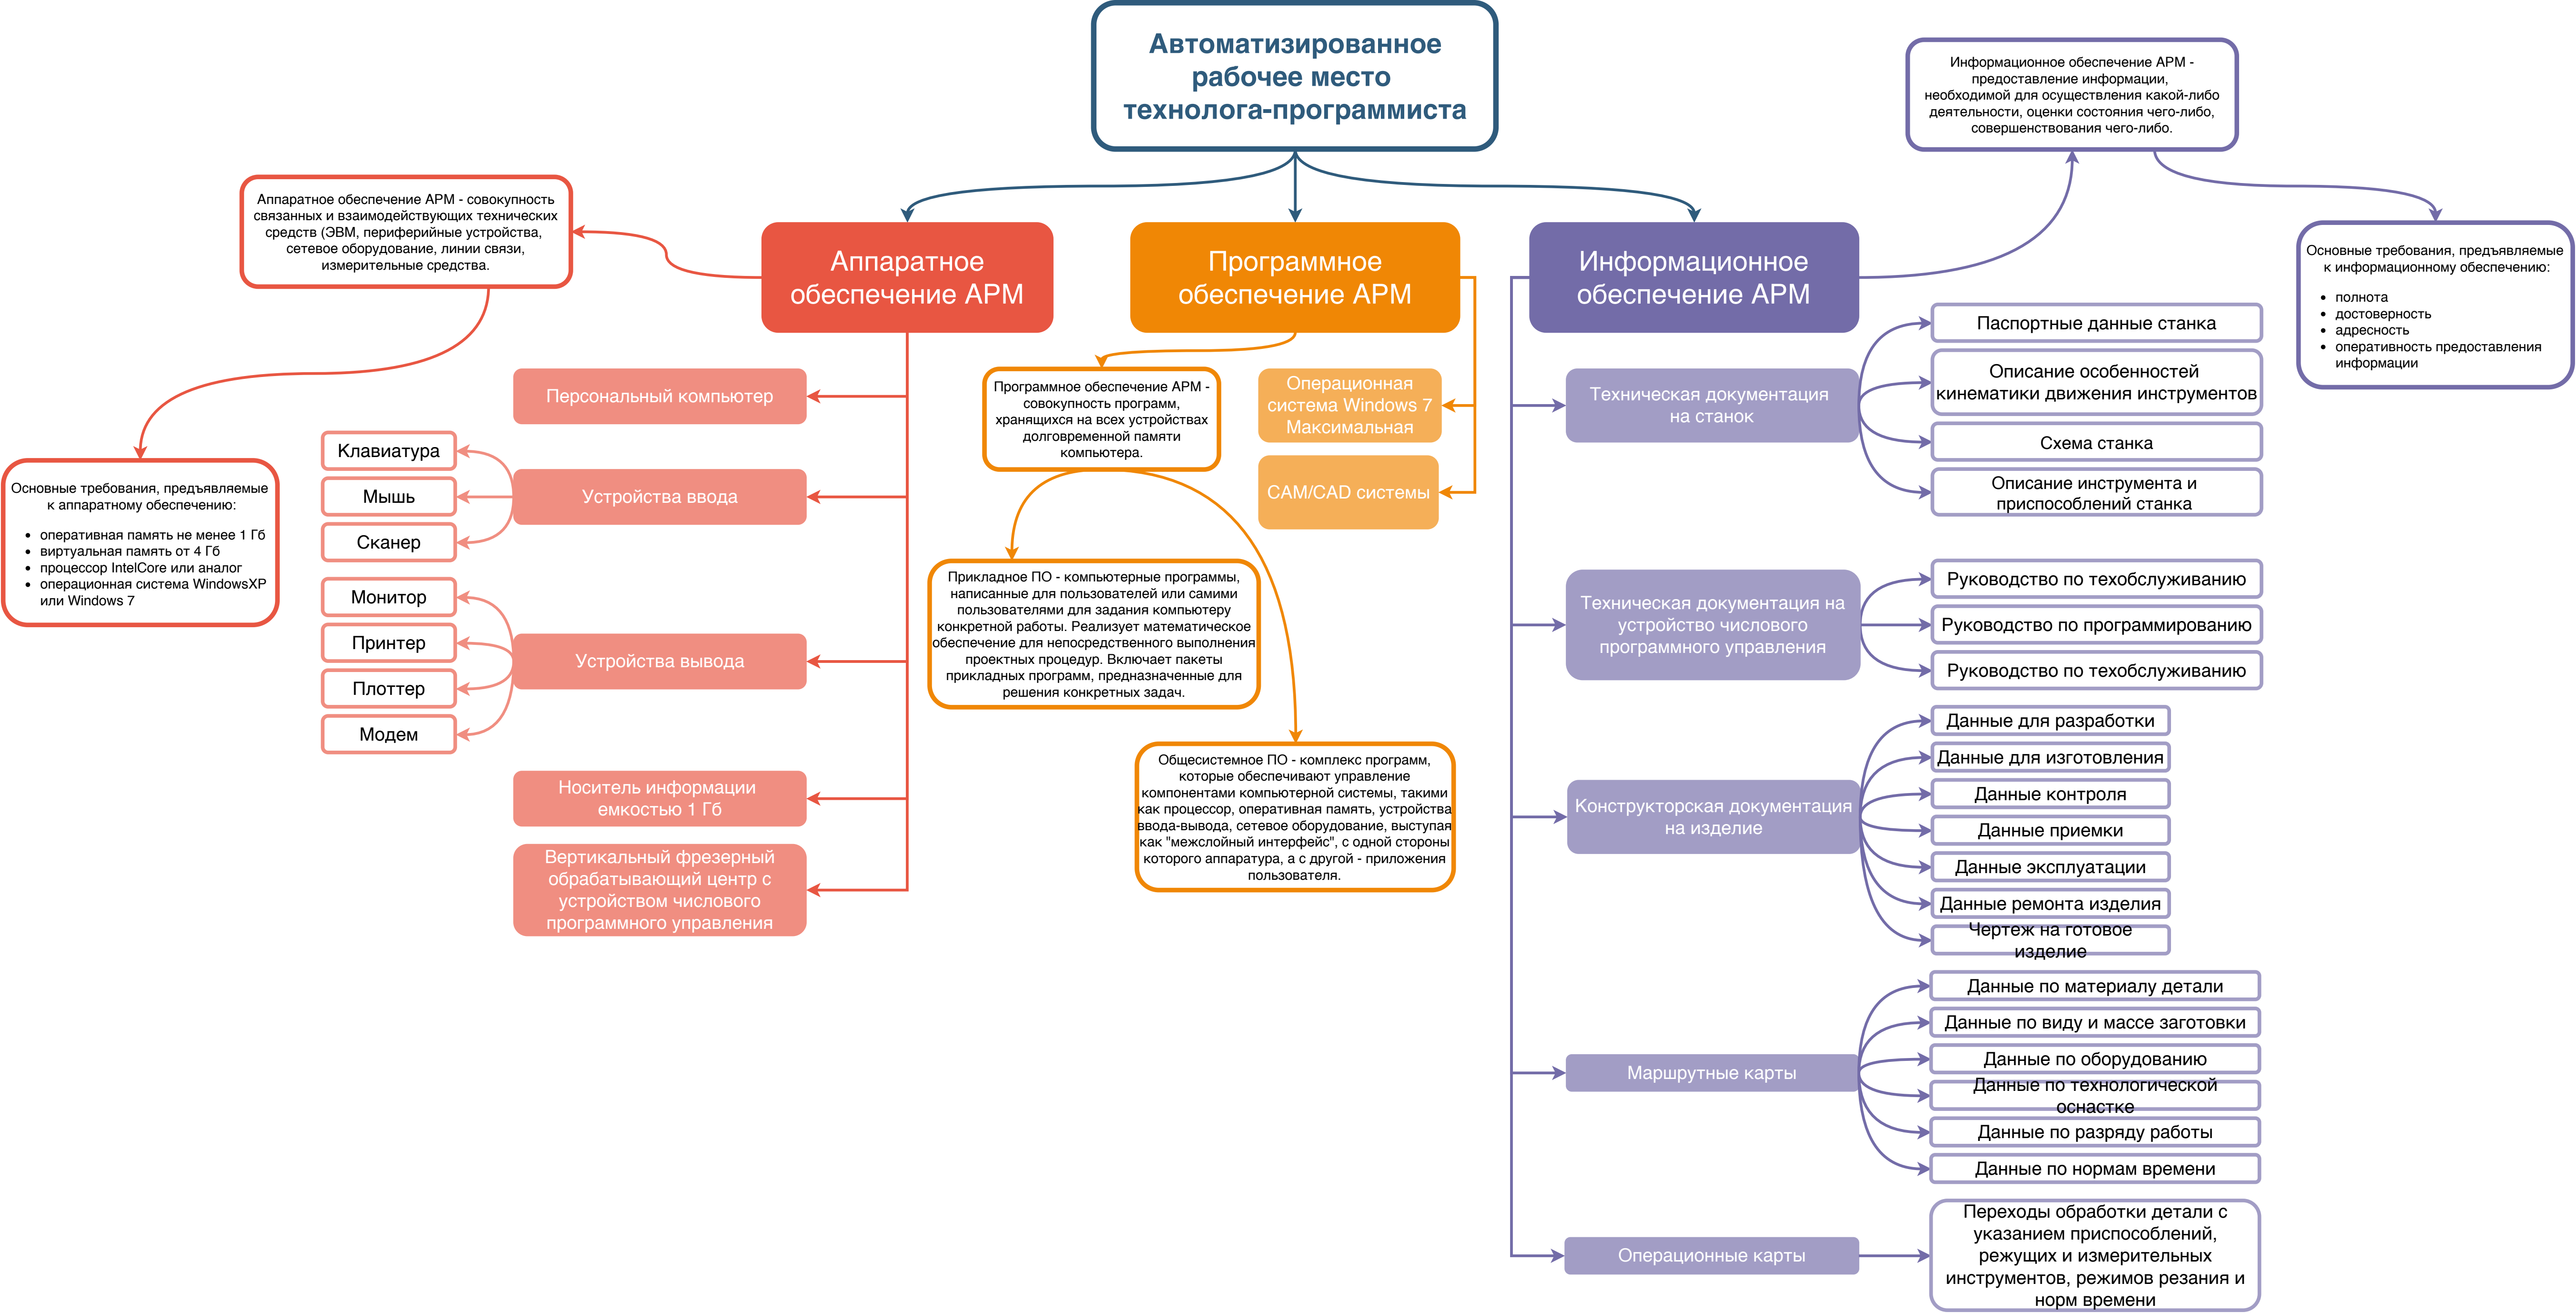 Автоматизированное
рабочее место
технолога-программиста
Аппаратное обеспечение АРМ - совокупность
связанных и взаимодействующих технических
средств (ЭВМ, периферийные устройства,
сетевое оборудование, линии связи,
измерительные средства.
Основные требования, предъявляемые
к аппаратному обеспечению:
• оперативная память не менее 1 Гб
• виртуальная память от 4 Гб
• процессор IntelCore или аналог
• операционная система WindowsXP
или Windows 7
Аппаратное
обеспечение АРМ
Персональный компьютер
Устройства ввода
Клавиатура
Мышь
Сканер
Устройства вывода
Монитор
Принтер
Плоттер
Модем
Носитель информации
емкостью 1 Гб
Вертикальный фрезерный
обрабатывающий центр с
устройством числового
программного управления
Программное
обеспечение АРМ
Программное обеспечение АРМ -
совокупность программ,
хранящихся на всех устройствах
долговременной памяти
компьютера.
Операционная
система Windows 7
Максимальная
CAM/CAD системы
Прикладное ПО - компьютерные программы,
написанные для пользователей или самими
пользователями для задания компьютеру
конкретной работы. Реализует математическое
обеспечение для непосредственного выполнения
проектных процедур. Включает пакеты
прикладных программ, предназначенные для
решения конкретных задач.
Общесистемное ПО - комплекс программ,
которые обеспечивают управление
компонентами компьютерной системы, такими
как процессор, оперативная память, устройства
ввода-вывода, сетевое оборудование, выступая
как "межслойный интерфейс", с одной стороны
которого аппаратура, а с другой - приложения
пользователя.
Информационное
обеспечение АРМ
Информационное обеспечение АРМ -
предоставление информации,
необходимой для осуществления какой-либо
деятельности, оценки состояния чего-либо,
совершенствования чего-либо.
Основные требования, предъявляемые
к информационному обеспечению:
• полнота
• достоверность
• адресность
• оперативность предоставления
информации
Техническая документация
на станок
Паспортные данные станка
Описание особенностей
кинематики движения инструментов
Схема станка
Описание инструмента и
приспособлений станка
Техническая документация на
устройство числового
программного управления
Руководство по техобслуживанию
Руководство по программированию
Руководство по техобслуживанию
Конструкторская документация
на изделие
Данные для разработки
Данные для изготовления
Данные контроля
Данные приемки
Данные эксплуатации
Данные ремонта изделия
Чертеж на готовое
изделие
Маршрутные карты
Данные по материалу детали
Данные по виду и массе заготовки
Данные по оборудованию
Данные по технологической
оснастке
Данные по разряду работы
Данные по нормам времени
Операционные карты
Переходы обработки детали с
указанием приспособлений,
режущих и измерительных
инструментов, режимов резания и
норм времени